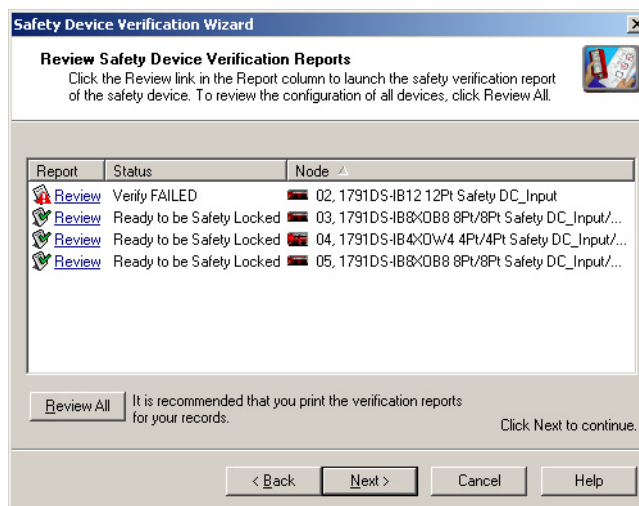 Safety Device Verification Wizard
Review Safety Device Verification Reports
Click the Review link in the Report column to launch the safety verification report
of the safety device. To review the configuration of all devices, click Review All.
Report Status Node
Review Verify FAILED 02, 1791DS-IB12 12Pt Safety DC_Input
Review Ready to be Safety Locked 03, 1791DS-IB8XOB8 8Pt/8Pt Safety DC_Input/...
Review Ready to be Safety Locked 04, 1791DS-IB4XOW4 4Pt/4Pt Safety DC_Input/...
Review Ready to be Safety Locked 05, 1791DS-IB8XOB8 8Pt/8Pt Safety DC_Input/...
Review All
It is recommended that you print the verification reports
for your records.
Click Next to continue.
< Back Next > Cancel Help